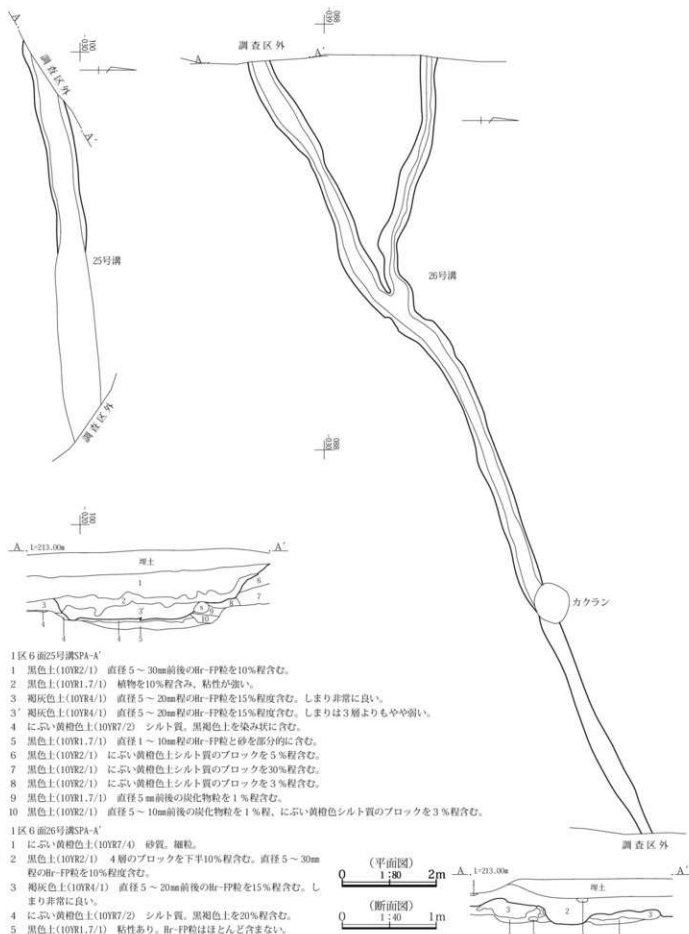 A
100
-030
調査区外
A'
25号溝
調査区外
100
-020
088
-039
調査区外
A
A'
26号溝
088
-030
カクラン
調査区外
A
L=213.00m
A'
埋土
1
2
3
3'
4
4
4
5
S
6
7
8
9
10
1区6面25号溝SPA-A'
1 黒色土(10YR2/1) 直径5~30㎜前後のHr-FP粒を10%程含む。
2 黒色土(10YR1.7/1) 植物を10%程含み、粘性が強い。
3 褐灰色土(10YR4/1) 直径5~20㎜程のHr-FP粒を15%程度含む。しまり非常に良い。
3' 褐灰色土(10YR4/1) 直径5~20㎜程のHr-FP粒を15%程度含む。しまりは3層よりもやや弱い。
4 にぶい黄橙色土(10YR7/2) シルト質。黒褐色土を染み状に含む。
5 黒色土(10YR1.7/1) 直径1~10㎜程のHr-FP粒と砂を部分的に含む。
6 黒色土(10YR2/1) にぶい黄橙色土シルト質のブロックを5%程含む。
7 黒色土(10YR2/1) にぶい黄橙色土シルト質のブロックを30%程含む。
8 黒色土(10YR2/1) にぶい黄橙色土シルト質のブロックを3%程含む。
9 黒色土(10YR1.7/1) 直径5㎜前後の炭化物粒を1%程含む。
10 黒色土(10YR2/1) 直径5~10㎜前後の炭化物粒を1%程、にぶい黄橙色シルト質のブロックを3%程含む。
1区6面26号溝SPA-A'
1 にぶい黄橙色土(10YR7/4) 砂質。細粒。
2 黒色土(10YR2/1) 4層のブロックを下半10%程含む。直径5~30㎜
程のHr-FP粒を10%程度含む。
3 褐灰色土(10YR4/1) 直径5~20㎜前後のHr-FP粒を15%程含む。し
まり非常に良い。
4 にぶい黄橙色土(10YR7/2) シルト質。黒褐色土を20%程含む。
5 黒色土(10YR1.7/1) 粘性あり。Hr-FP粒はほとんど含まない。
(平面図)
0 1:80 2m
(断面図)
0 1:40 1m
A
L=213.00m
A'
埋土
3
2
3